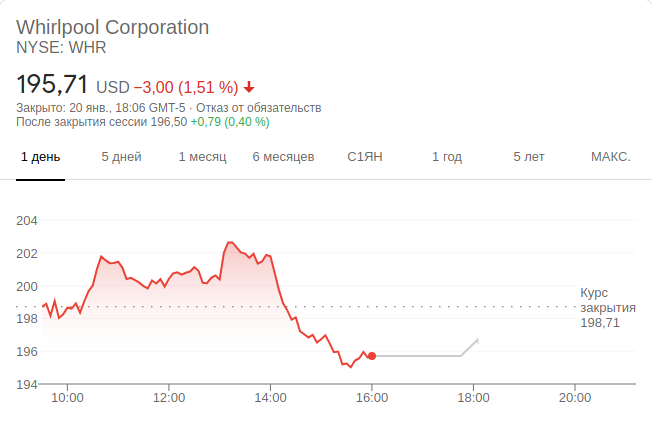 Whirlpool Corporation
NYSE: WHR
195,71 USD −3,00 (1,51 %)
Закрыто: 20 янв., 18:06 GMT-5 · Отказ от обязательств
После закрытия сессии 196,50 +0,79 (0,40 %)
1 день 5 дней 1 месяц 6 месяцев С1ЯН 1 год 5 лет МАКС.
204
202
200
198
196
194
Курс
закрытия
198,71
10:00 12:00 14:00 16:00 18:00 20:00